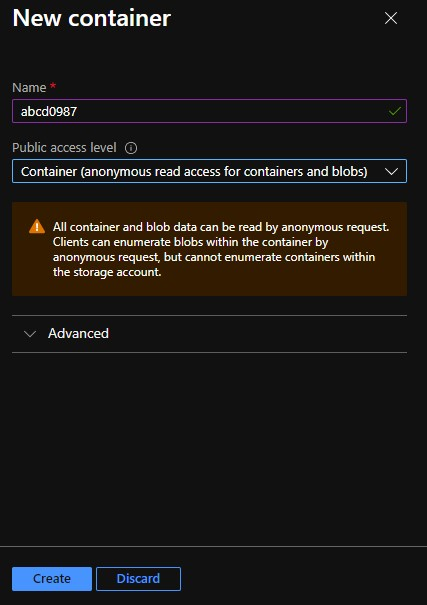 New container
Name *
abcd0987
Public access level
Container (anonymous read access for containers and blobs)
All container and blob data can be read by anonymous request.
Clients can enumerate blobs within the container by
anonymous request, but cannot enumerate containers within
the storage account.
Advanced
Create Discard